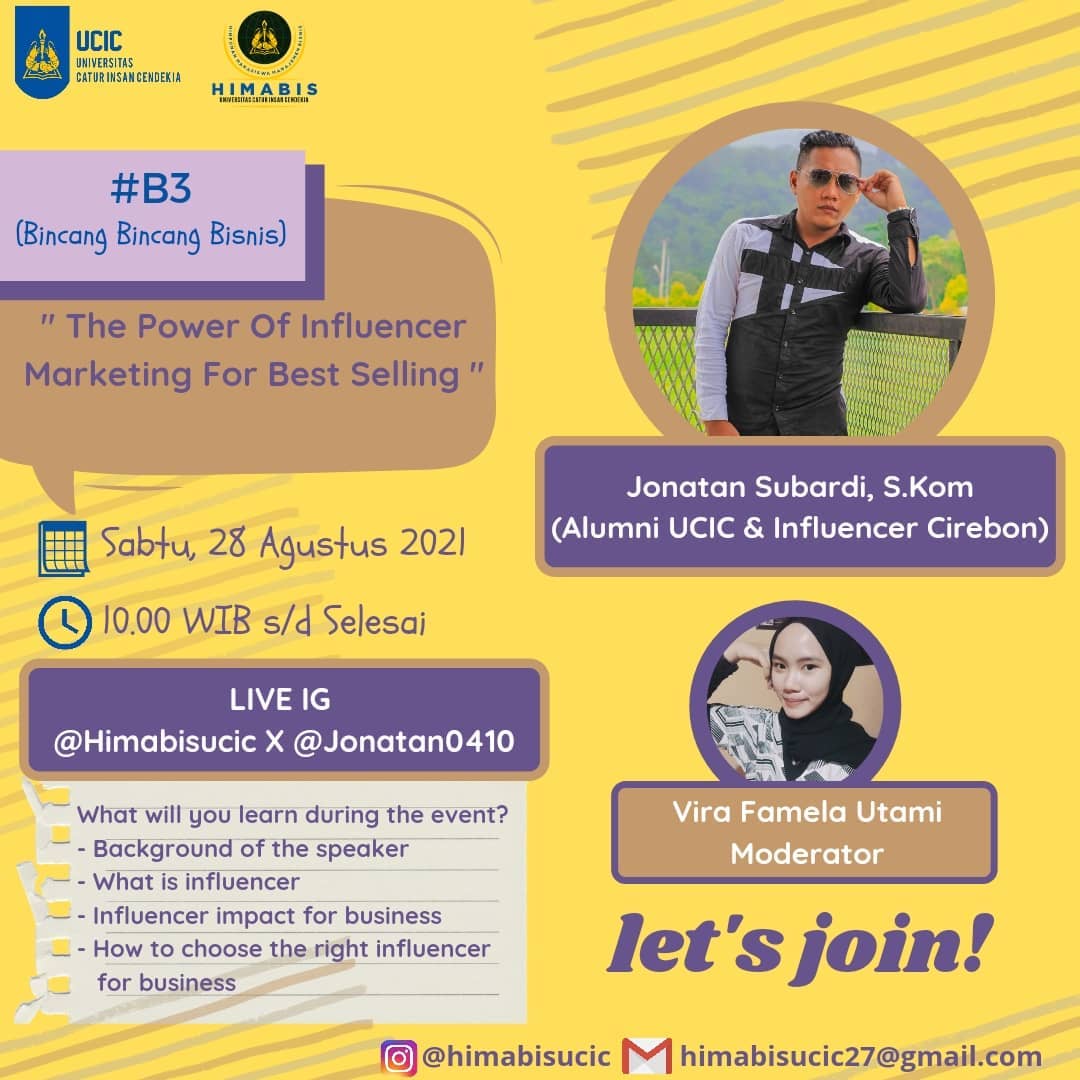 UCIC
UNIVERSITAS
CATUR INSAN CENDEKIA
HIMPUNAN MAHASISWA MANAJEMEN BISNIS
HIMABIS
UNIVERSITAS CATUR INSAN CENDEKIA
#B3
(Bincang Bincang Bisnis)
" The Power Of Influencer
Marketing For Best Selling "
Sabtu, 28 Agustus 2021
10.00 WIB s/d Selesai
LIVE IG
@Himabisucic X @Jonatan0410
What will you learn during the event?
- Background of the speaker
- What is influencer
- Influencer impact for business
- How to choose the right influencer
for business
Jonatan Subardi, S.Kom
(Alumni UCIC & Influencer Cirebon)
Vira Famela Utami
Moderator
let's join!
@himabisucic
himabisucic27@gmail.com